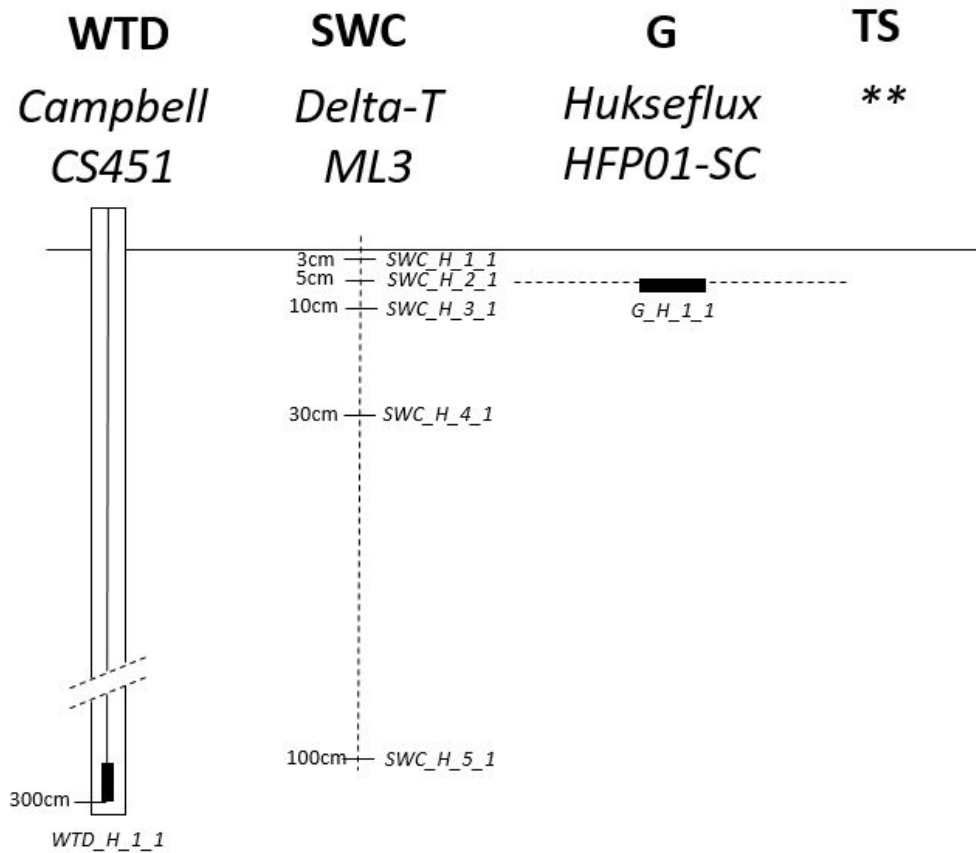 WTD SWC G TS
Campbell CS451
Delta-T ML3
Hukseflux HFP01-SC
**
3cm SWC_H_1_1
5cm SWC_H_2_1
10cm SWC_H_3_1
G_H_1_1
30cm SWC_H_4_1
100cm SWC_H_5_1
300cm
WTD_H_1_1